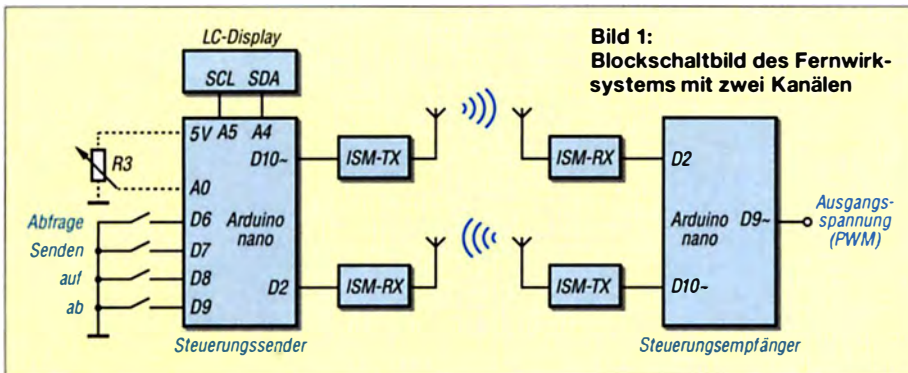 LC-Display
SCL SDA
Bild 1:
Blockschaltbild des Fernwirk-
systems mit zwei Kanälen
5V A5 A4
D10~
ISM-TX
ISM-RX
D2
R3
A0
Abfrage
D6
Senden
D7
Arduino
nano
auf
D8
ab
D9
D2
ISM-RX
ISM-TX
D10~
Arduino
nano
D9~
Ausgangs-
spannung
(PWM)
Steuerungssender
Steuerungsempfänger